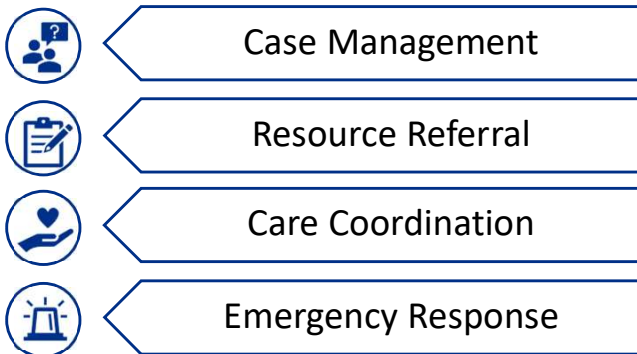 ?
Case Management
Resource Referral
Care Coordination
Emergency Response